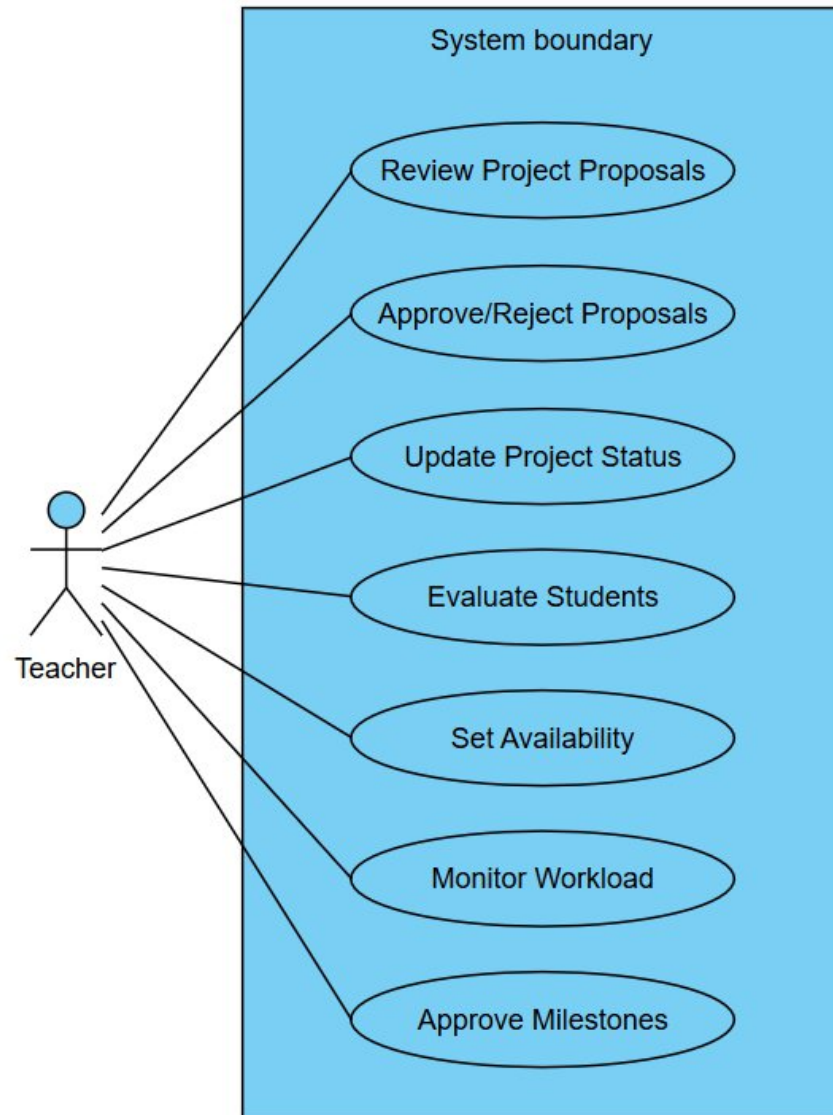 System boundary
Review Project Proposals
Approve/Reject Proposals
Update Project Status
Evaluate Students
Teacher
Set Availability
Monitor Workload
Approve Milestones